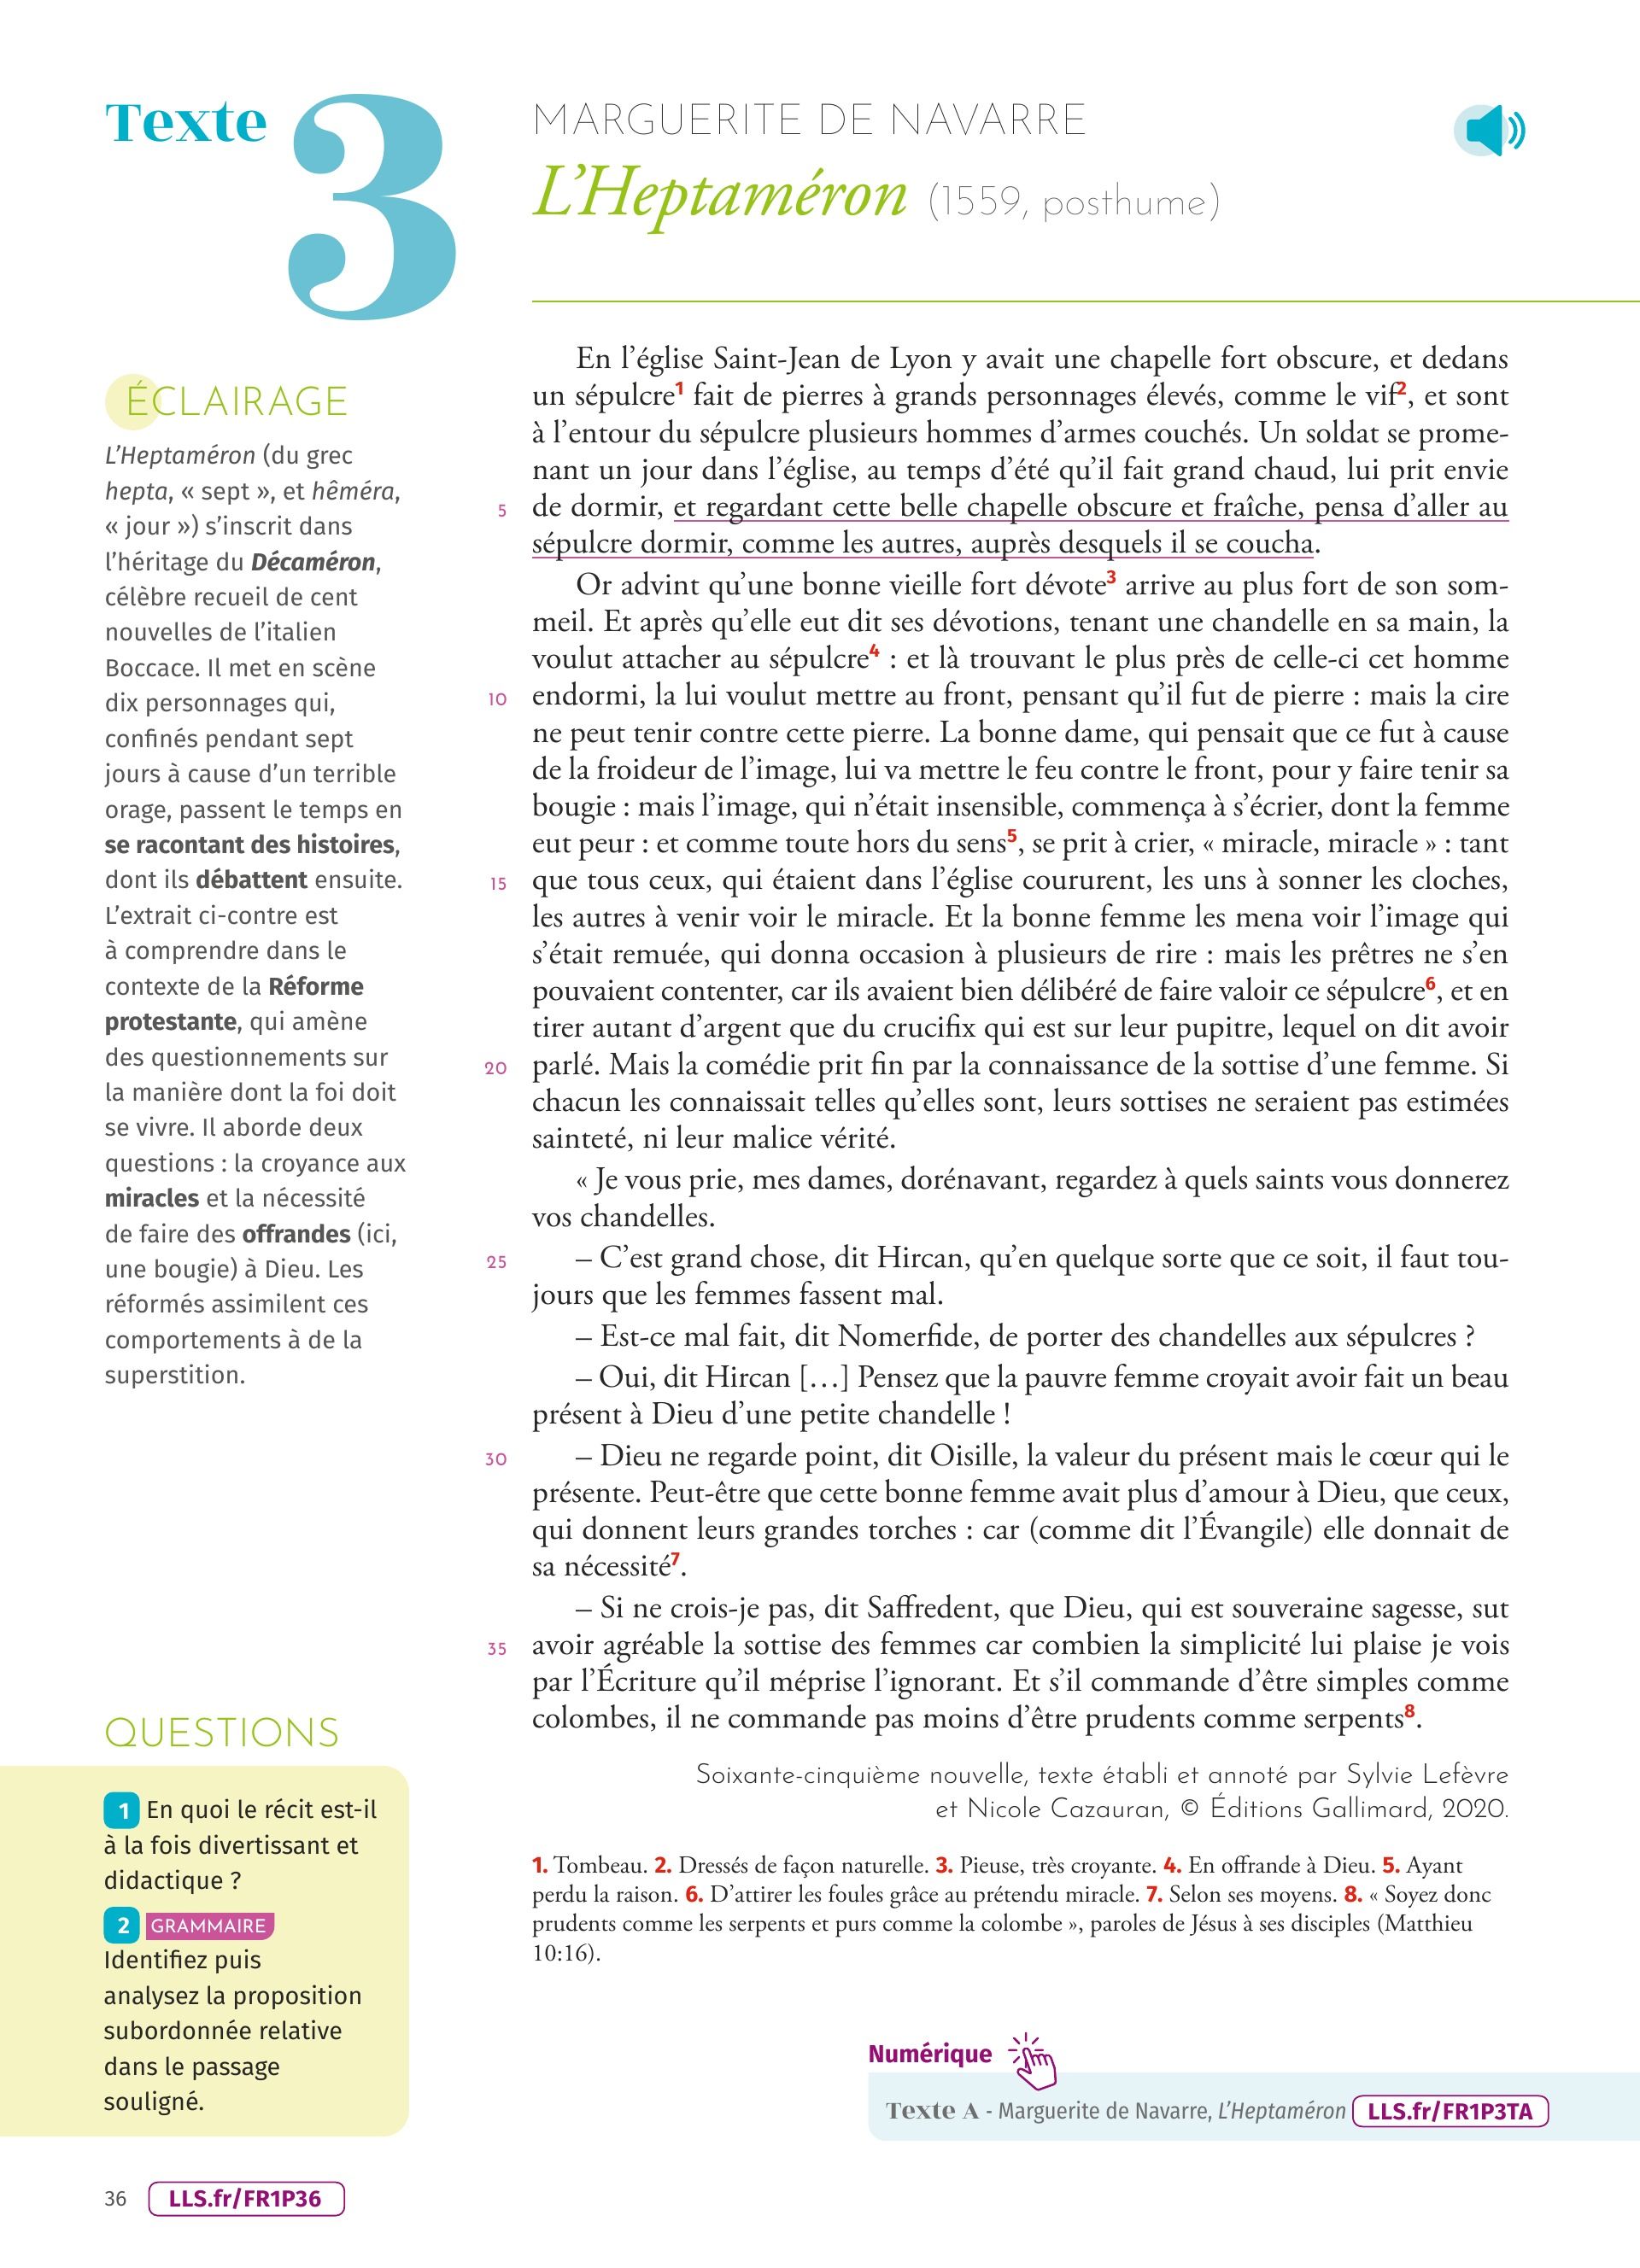 Texte 3
MARGUERITE DE NAVARRE
L'Heptaméron (1559, posthume)
ÉCLAIRAGE
L'Heptaméron (du grec
hepta, « sept », et hêméra,
« jour ») s'inscrit dans
l'héritage du Décaméron,
célèbre recueil de cent
nouvelles de l'italien
Boccace. Il met en scène
dix personnages qui,
confinés pendant sept
jours à cause d'un terrible
orage, passent le temps en
se racontant des histoires,
dont ils débattent ensuite.
L'extrait ci-contre est
à comprendre dans le
contexte de la Réforme
protestante, qui amène
des questionnements sur
la manière dont la foi doit
se vivre. Il aborde deux
questions : la croyance aux
miracles et la nécessité
de faire des offrandes (ici,
une bougie) à Dieu. Les
réformés assimilent ces
comportements à de la
superstition.
QUESTIONS
1 En quoi le récit est-il
à la fois divertissant et
didactique ?
2 GRAMMAIRE
Identifiez puis
analysez la proposition
subordonnée relative
dans le passage
souligné.
En l'église Saint-Jean de Lyon y avait une chapelle fort obscure, et dedans
un sépulcre1 fait de pierres à grands personnages élevés, comme le vif2, et sont
à l'entour du sépulcre plusieurs hommes d'armes couchés. Un soldat se prome-
nant un jour dans l'église, au temps d'été qu'il fait grand chaud, lui prit envie
5 de dormir, et regardant cette belle chapelle obscure et fraîche, pensa d'aller au
sépulcre dormir, comme les autres, auprès desquels il se coucha.
Or advint qu'une bonne vieille fort dévote3 arrive au plus fort de son som-
meil. Et après qu'elle eut dit ses dévotions, tenant une chandelle en sa main, la
voulut attacher au sépulcre4 : et là trouvant le plus près de celle-ci cet homme
10 endormi, la lui voulut mettre au front, pensant qu'il fut de pierre : mais la cire
ne peut tenir contre cette pierre. La bonne dame, qui pensait que ce fut à cause
de la froideur de l'image, lui va mettre le feu contre le front, pour y faire tenir sa
bougie : mais l'image, qui n'était insensible, commença à s'écrier, dont la femme
eut peur : et comme toute hors du sens5, se prit à crier, « miracle, miracle » : tant
15 que tous ceux, qui étaient dans l'église coururent, les uns à sonner les cloches,
les autres à venir voir le miracle. Et la bonne femme les mena voir l'image qui
s'était remuée, qui donna occasion à plusieurs de rire : mais les prêtres ne s'en
pouvaient contenter, car ils avaient bien délibéré de faire valoir ce sépulcre6, et en
tirer autant d'argent que du crucifix qui est sur leur pupitre, lequel on dit avoir
20 parlé. Mais la comédie prit fin par la connaissance de la sottise d'une femme. Si
chacun les connaissait telles qu'elles sont, leurs sottises ne seraient pas estimées
sainteté, ni leur malice vérité.
« Je vous prie, mes dames, dorénavant, regardez à quels saints vous donnerez
vos chandelles.
25 – C'est grand chose, dit Hircan, qu'en quelque sorte que ce soit, il faut tou-
jours que les femmes fassent mal.
– Est-ce mal fait, dit Nomerfide, de porter des chandelles aux sépulcres ?
– Oui, dit Hircan […] Pensez que la pauvre femme croyait avoir fait un beau
présent à Dieu d'une petite chandelle !
30 – Dieu ne regarde point, dit Oisille, la valeur du présent mais le cœur qui le
présente. Peut-être que cette bonne femme avait plus d'amour à Dieu, que ceux,
qui donnent leurs grandes torches : car (comme dit l'Évangile) elle donnait de
sa nécessité7.
– Si ne crois-je pas, dit Saffredent, que Dieu, qui est souveraine sagesse, sut
35 avoir agréable la sottise des femmes car combien la simplicité lui plaise je vois
par l'Écriture qu'il méprise l'ignorant. Et s'il commande d'être simples comme
colombes, il ne commande pas moins d'être prudents comme serpents8.
Soixante-cinquième nouvelle, texte établi et annoté par Sylvie Lefèvre
et Nicole Cazauran, © Éditions Gallimard, 2020.
1. Tombeau. 2. Dressés de façon naturelle. 3. Pieuse, très croyante. 4. En offrande à Dieu. 5. Ayant
perdu la raison. 6. D'attirer les foules grâce au prétendu miracle. 7. Selon ses moyens. 8. « Soyez donc
prudents comme les serpents et purs comme la colombe », paroles de Jésus à ses disciples (Matthieu
10:16).
Numérique
Texte A - Marguerite de Navarre, L'Heptaméron LLS.fr/FR1P3TA
36 LLS.fr/FR1P36